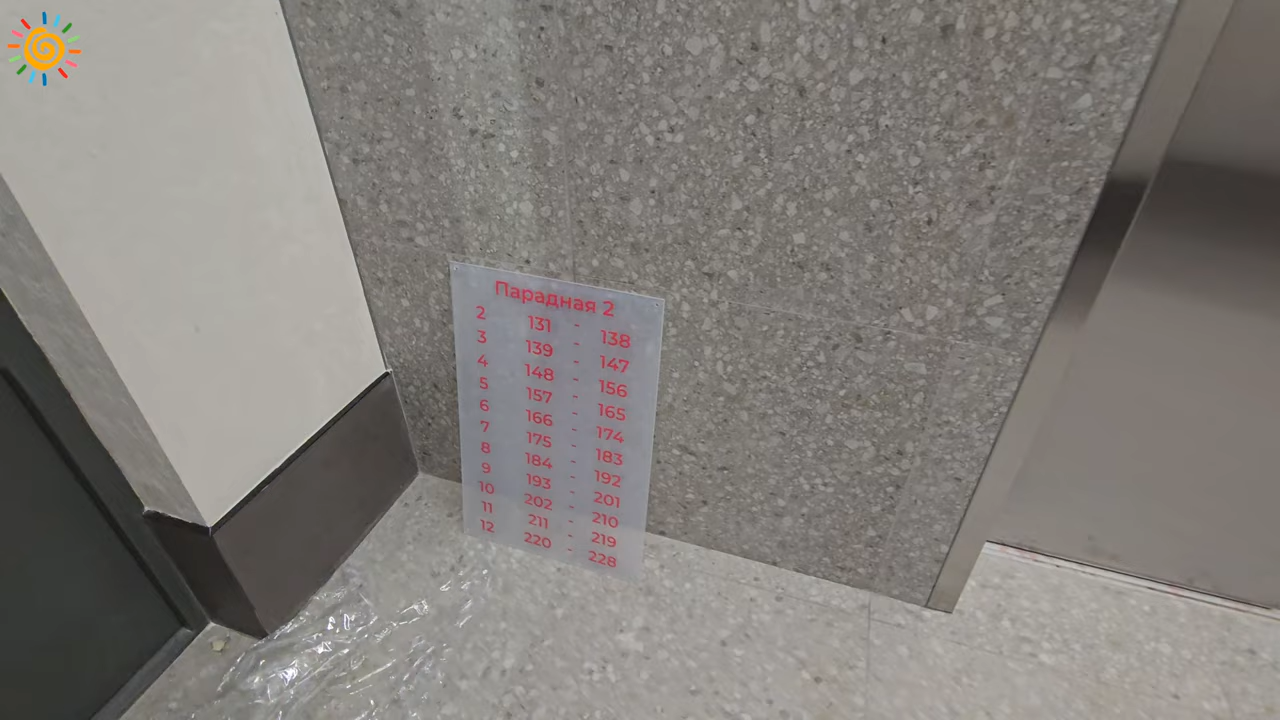 Парадная 2
2 131 - 138
3 139 - 147
4 148 - 156
5 157 - 165
6 166 - 174
7 175 - 183
8 184 - 192
9 193 - 201
10 202 - 210
11 211 - 219
12 220 - 228